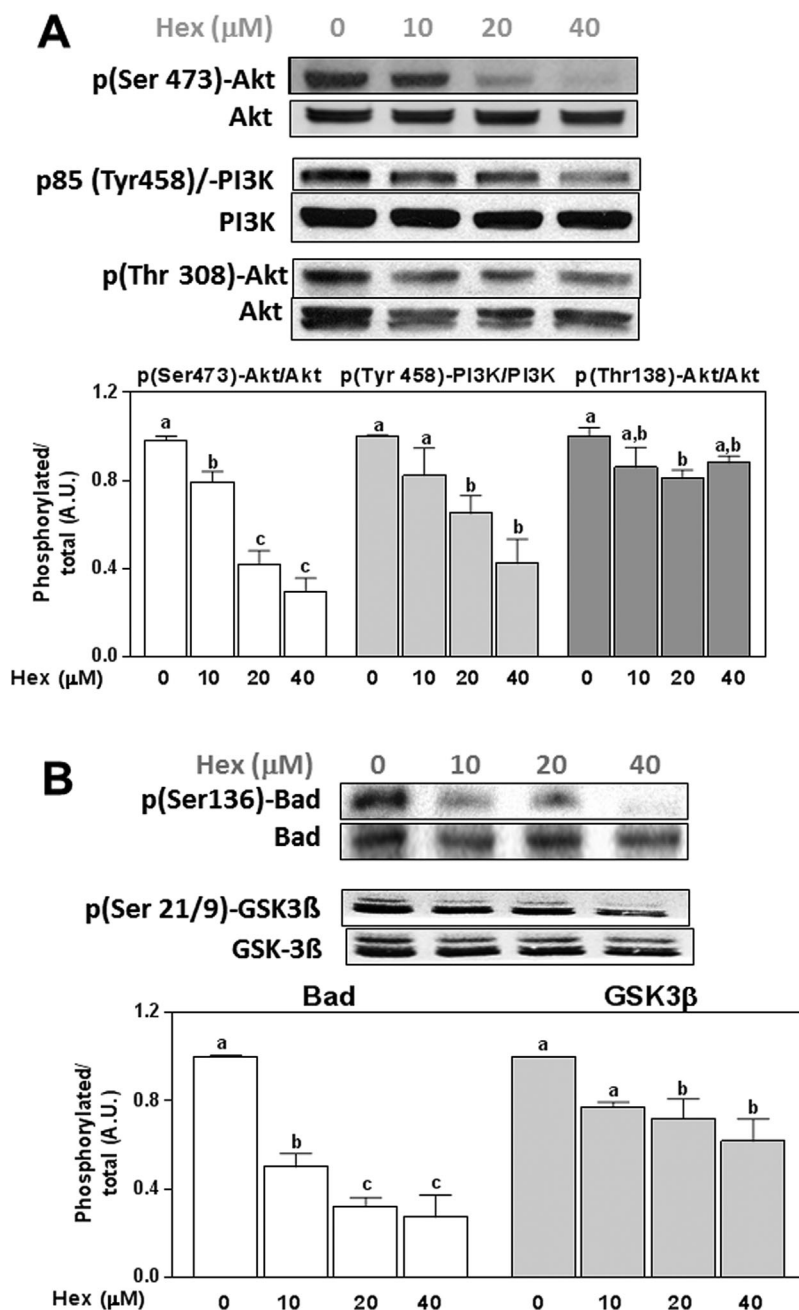 A
Hex (µM) 0 10 20 40
p(Ser 473)-Akt
Akt
p85 (Tyr458)/-PI3K
PI3K
p(Thr 308)-Akt
Akt
p(Ser473)-Akt/Akt p(Tyr 458)-PI3K/PI3K p(Thr138)-Akt/Akt
Phosphorylated/
total (A.U.)
1.2
0.8
0.4
0.0
a b c c a a b b a a,b b a,b
Hex (µM) 0 10 20 40 0 10 20 40 0 10 20 40
B
Hex (µM) 0 10 20 40
p(Ser136)-Bad
Bad
p(Ser 21/9)-GSK3ß
GSK-3ß
Bad GSK3β
Phosphorylated/
total (A.U.)
1.2
0.8
0.4
0.0
a b c c a a b b
Hex (µM) 0 10 20 40 0 10 20 40